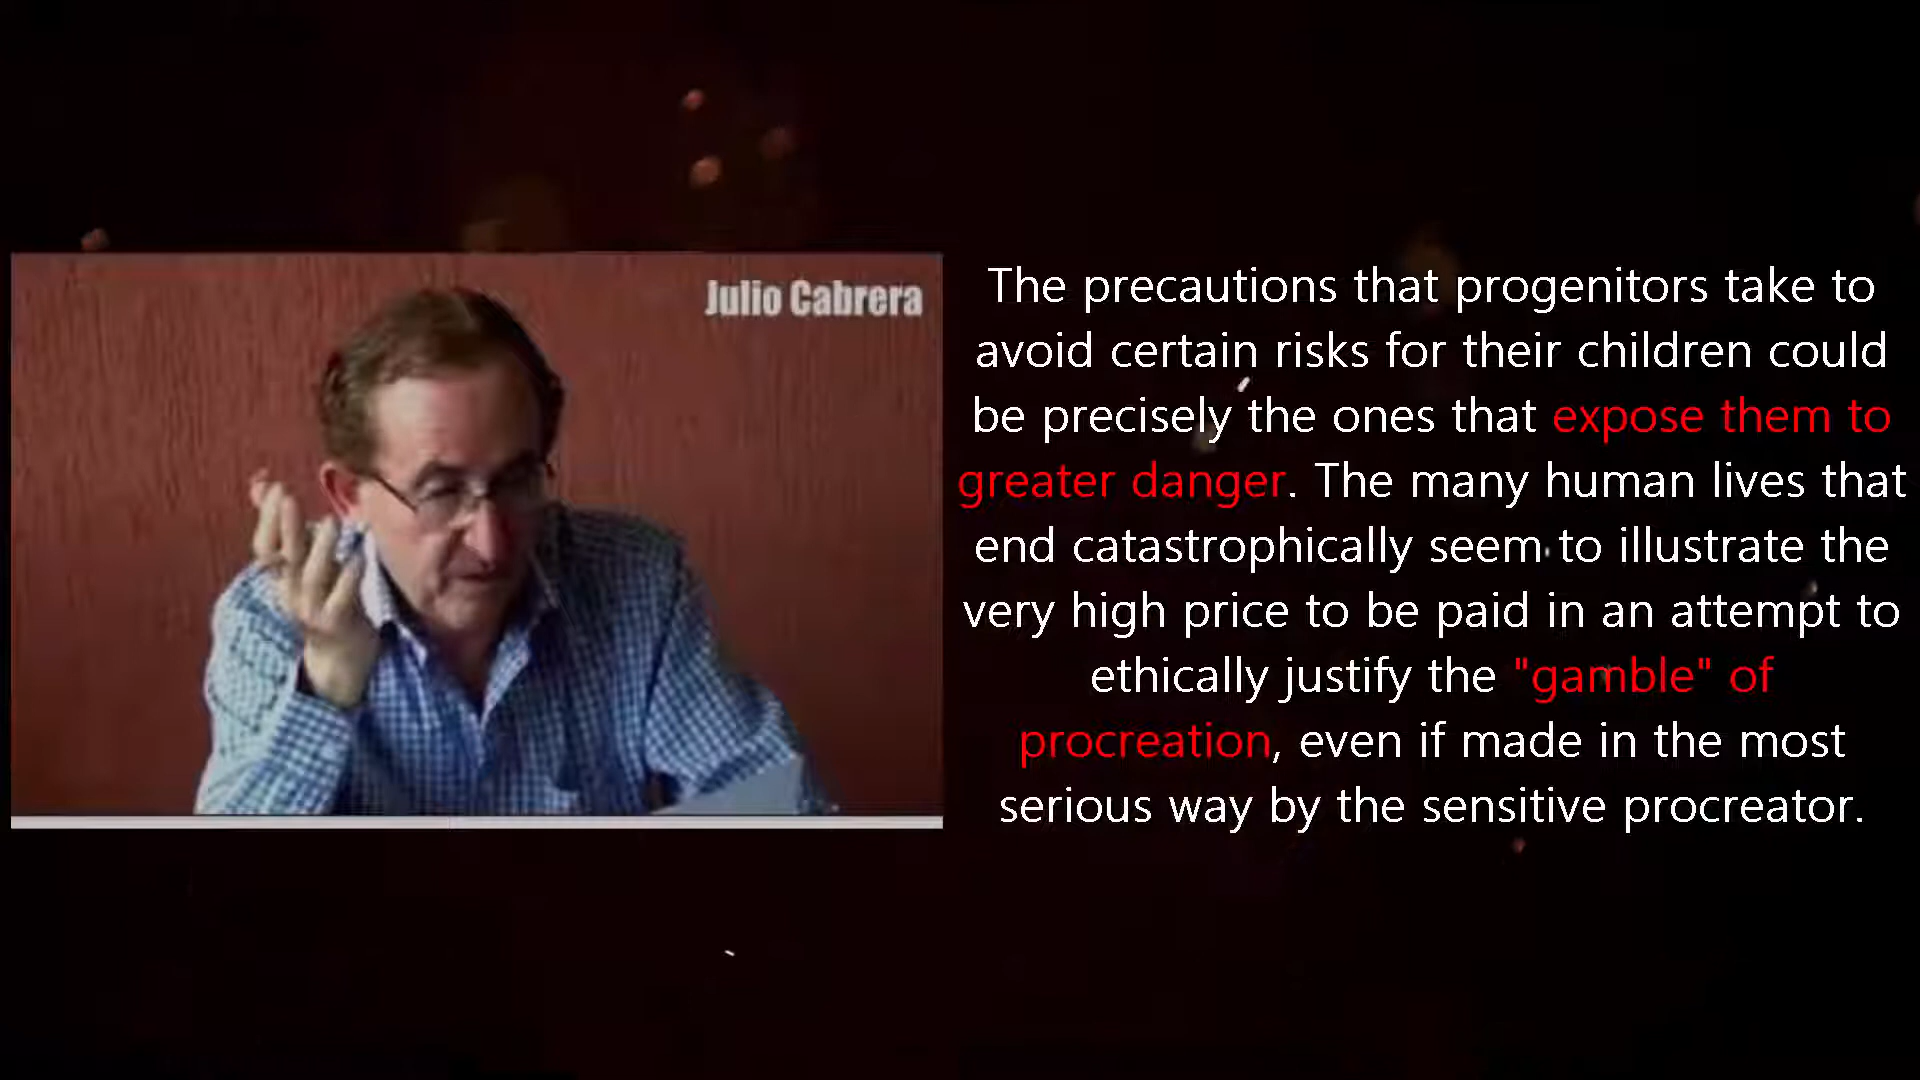 Julio Cabrera
The precautions that progenitors take to
avoid certain risks for their children could
be precisely the ones that expose them to
greater danger. The many human lives that
end catastrophically seem to illustrate the
very high price to be paid in an attempt to
ethically justify the "gamble" of
procreation, even if made in the most
serious way by the sensitive procreator.